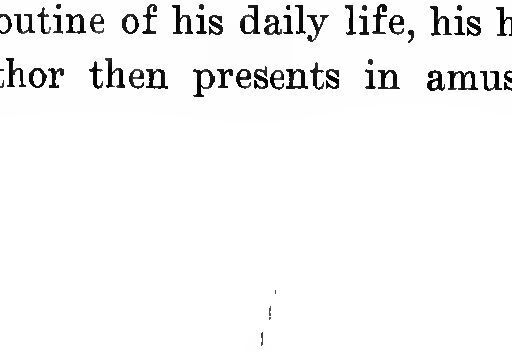 outine of his daily life, his h
thor then presents in amus